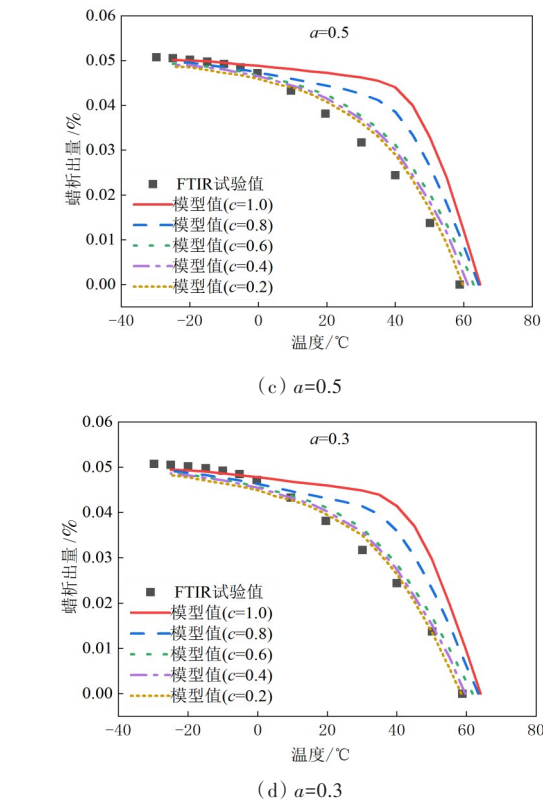 0.06
a=0.5
0.05
0.04
0.03
0.02
0.01
0.00
蜡析出量/%
FTIR试验值
模型值(c=1.0)
模型值(c=0.8)
模型值(c=0.6)
模型值(c=0.4)
模型值(c=0.2)
−40 −20 0 20 40 60 80
温度/℃
(c) a=0.5
0.06
a=0.3
0.05
0.04
0.03
0.02
0.01
0.00
蜡析出量/%
FTIR试验值
模型值(c=1.0)
模型值(c=0.8)
模型值(c=0.6)
模型值(c=0.4)
模型值(c=0.2)
−40 −20 0 20 40 60 80
温度/℃
(d) a=0.3